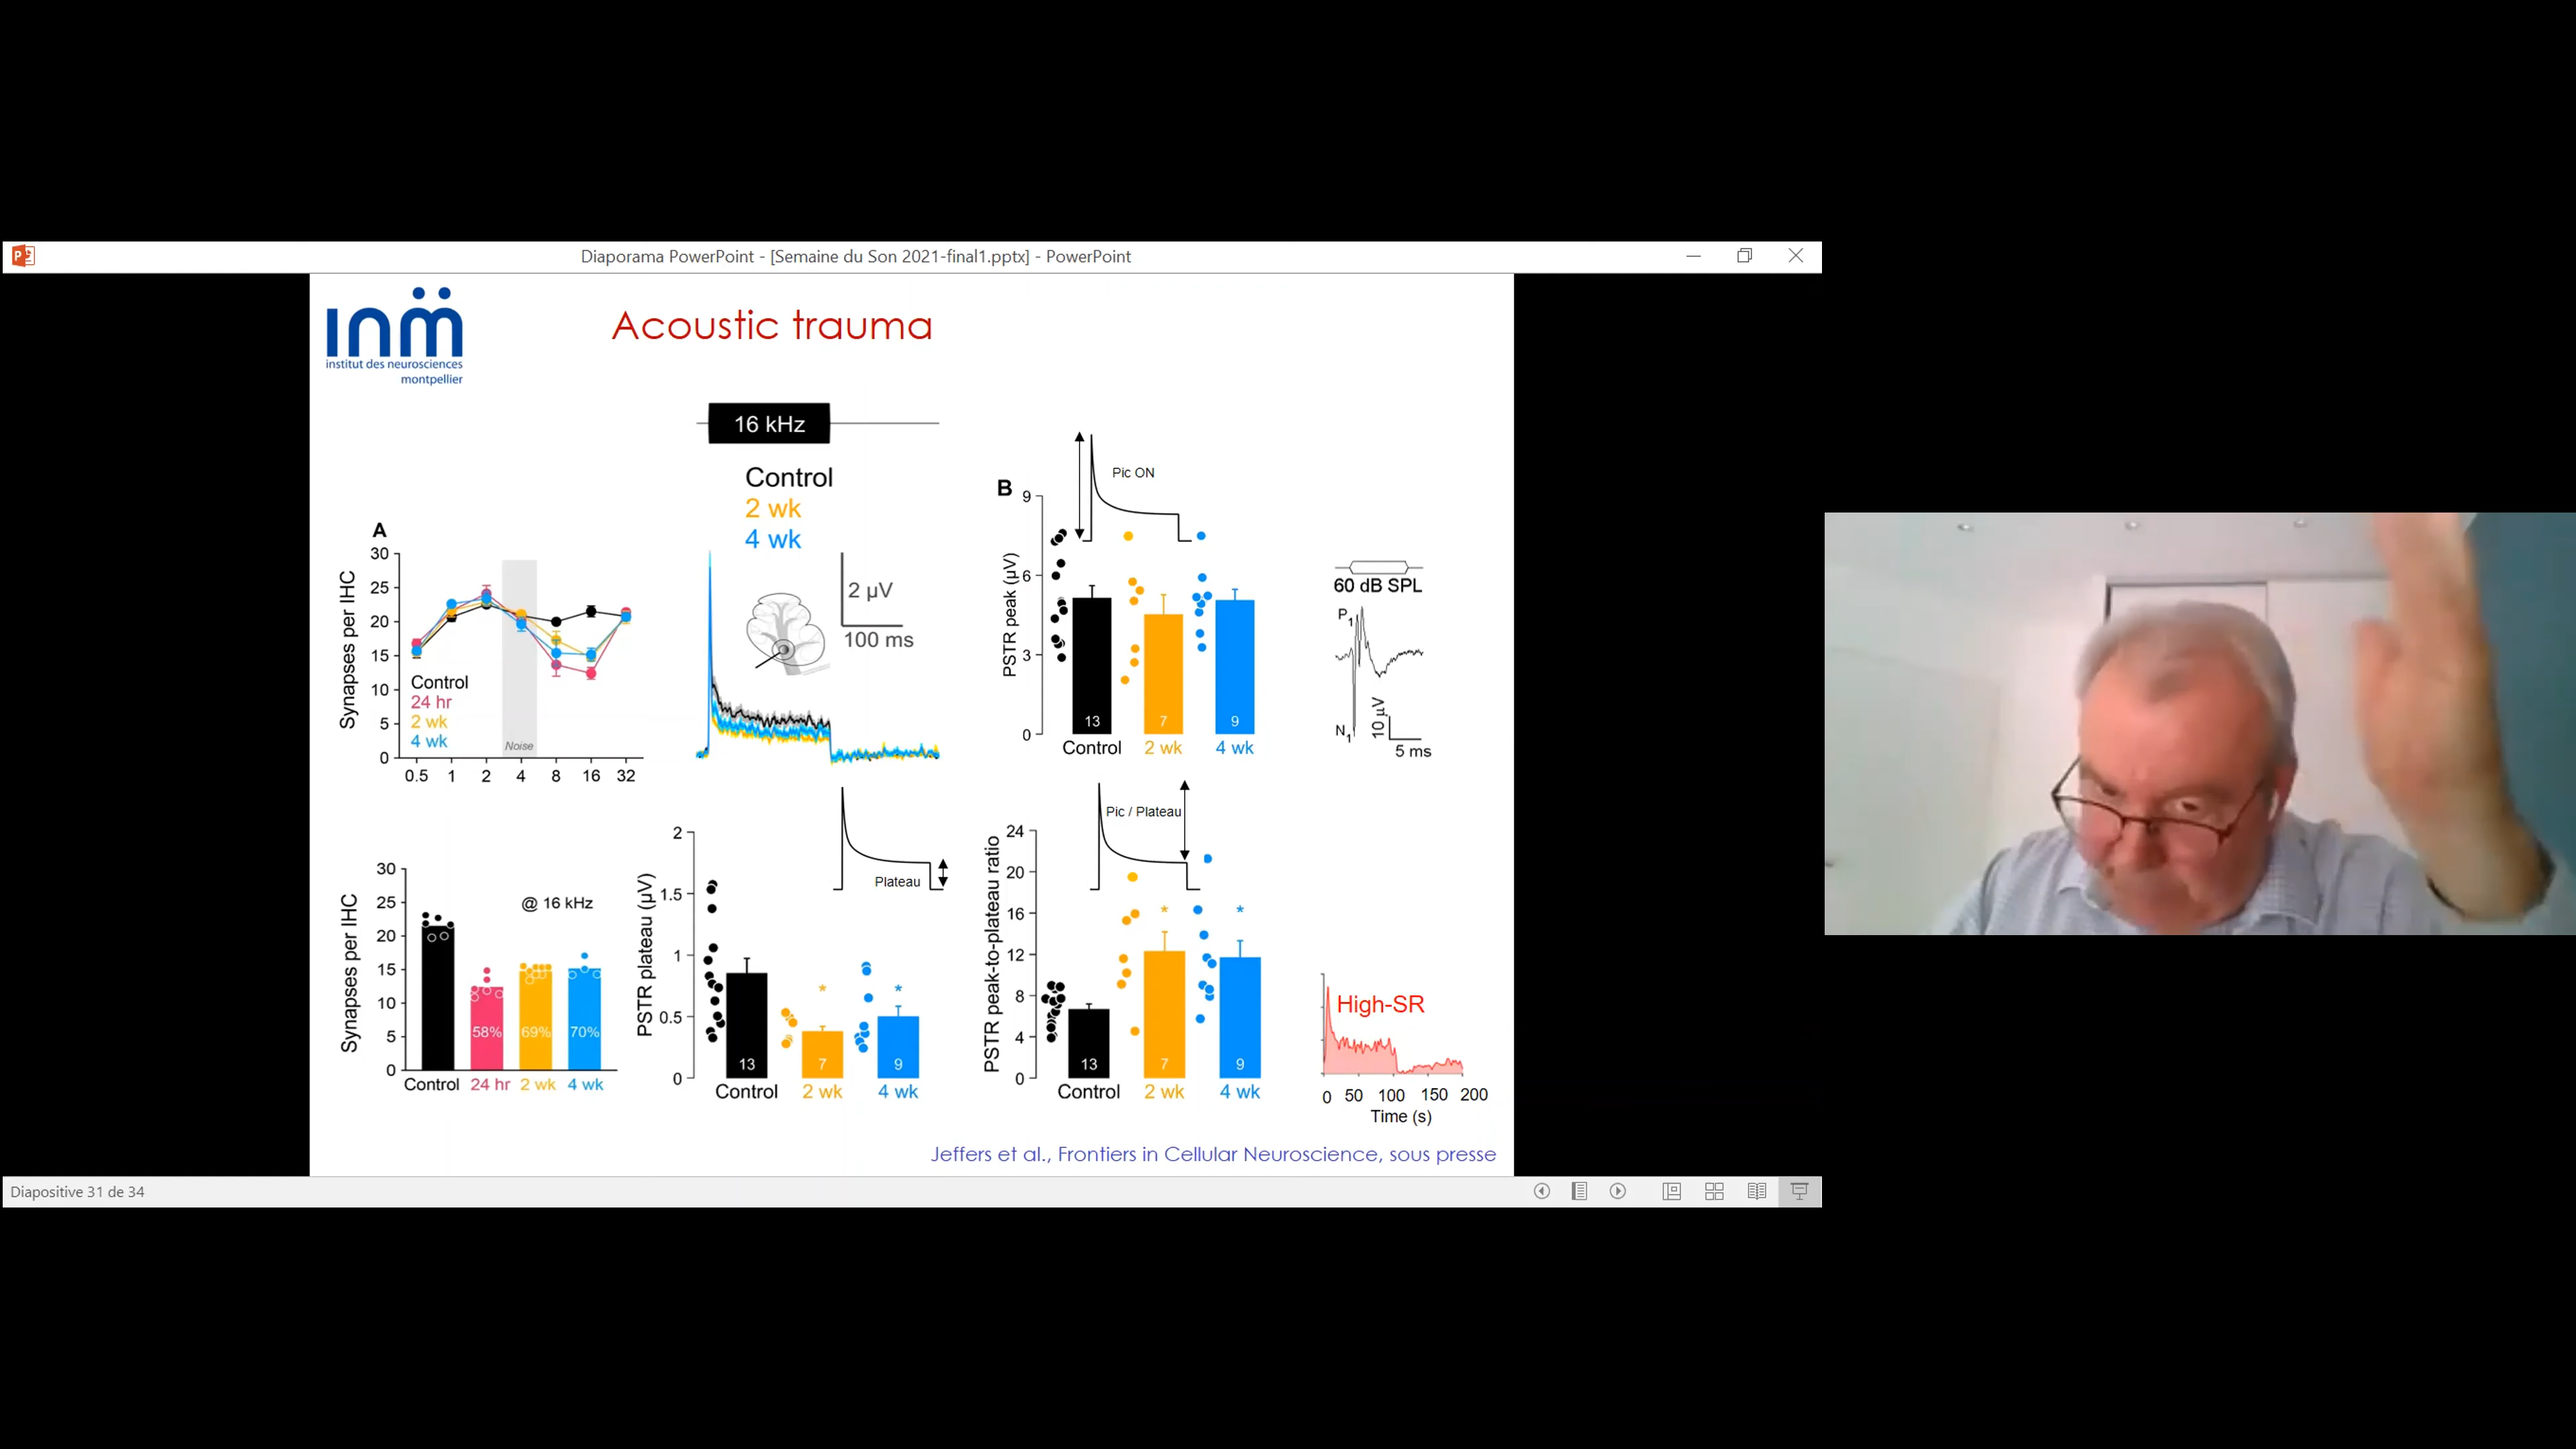 Diaporama PowerPoint - [Semaine du Son 2021-final1.pptx] - PowerPoint
inm
institut des neurosciences
montpellier
Acoustic trauma
16 kHz
Control
2 wk
4 wk
2 µV
100 ms
A
Synapses per IHC
30
25
20
15
10
5
0
Control
24 hr
2 wk
4 wk
Noise
0.5 1 2 4 8 16 32
B
PSTR peak (µV)
9
6
3
0
Pic ON
13 7 9
Control 2 wk 4 wk
60 dB SPL
P1
N1
10 µV
5 ms
Synapses per IHC
30
25
20
15
10
5
0
@ 16 kHz
58% 69% 70%
Control 24 hr 2 wk 4 wk
PSTR plateau (µV)
2
1.5
1
0.5
0
Plateau
* *
13 7 9
Control 2 wk 4 wk
PSTR peak-to-plateau ratio
24
20
16
12
8
4
0
Pic / Plateau
* *
13 7 9
Control 2 wk 4 wk
High-SR
0 50 100 150 200
Time (s)
Jeffers et al., Frontiers in Cellular Neuroscience, sous presse
Diapositive 31 de 34